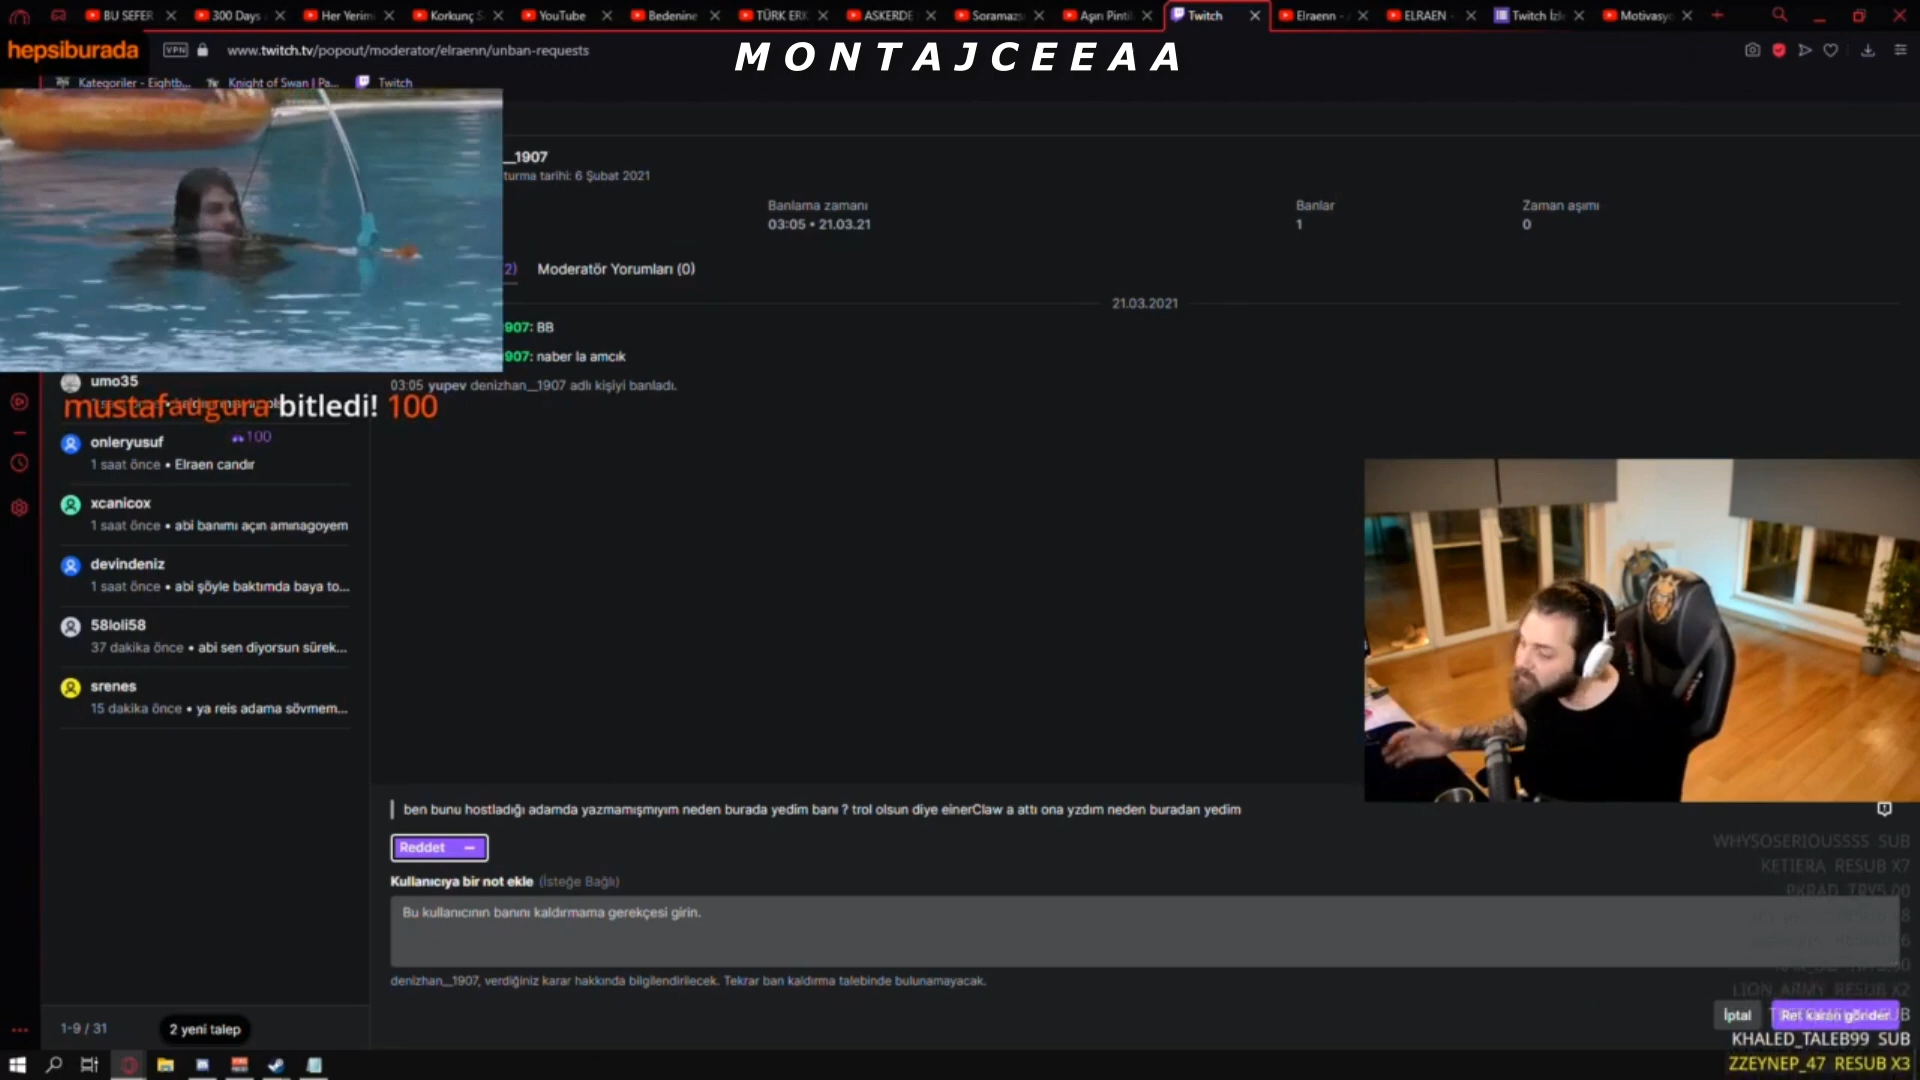 BU SEFER
300 Days
Her Yerim
Korkunç S
YouTube
Bedenine
TÜRK ERK
ASKERDE
Soramazs
Aşırı Pinti
Twitch
Elraenn -
ELRAEN -
Twitch İzl
Motivasyo
hepsiburada
VPN
www.twitch.tv/popout/moderator/elraenn/unban-requests
MONTAJCEEAA
Kategoriler - Eightb...
Knight of Swan | Pa...
Twitch
__1907
turma tarihi: 6 Şubat 2021
Banlama zamanı
Banlar
Zaman aşımı
03:05 • 21.03.21
1
0
2)
Moderatör Yorumları (0)
21.03.2021
907: BB
907: naber la amcık
03:05 yupev denizhan__1907 adlı kişiyi banladı.
umo35
mustafaugura bitledi! 100
100
onleryusuf
1 saat önce • Elraen candır
xcanicox
1 saat önce • abi banımı açın amınagoyem
devindeniz
1 saat önce • abi şöyle baktımda baya to...
58loli58
37 dakika önce • abi sen diyorsun sürek...
srenes
15 dakika önce • ya reis adama sövmem...
ben bunu hostladığı adamda yazmamışmıyım neden burada yedim banı ? trol olsun diye einerClaw a attı ona yzdım neden buradan yedim
Reddet
Kullanıcıya bir not ekle (İsteğe Bağlı)
Bu kullanıcının banını kaldırmama gerekçesi girin.
denizhan__1907, verdiğiniz karar hakkında bilgilendirilecek. Tekrar ban kaldırma talebinde bulunamayacak.
WHYSOSERIOUSSSS SUB
KETIERA RESUB X7
LION_ARMY RESUB X2
İptal
Ret kararı gönder
KHALED_TALEB99 SUB
ZZEYNEP_47 RESUB X3
1-9 / 31
2 yeni talep